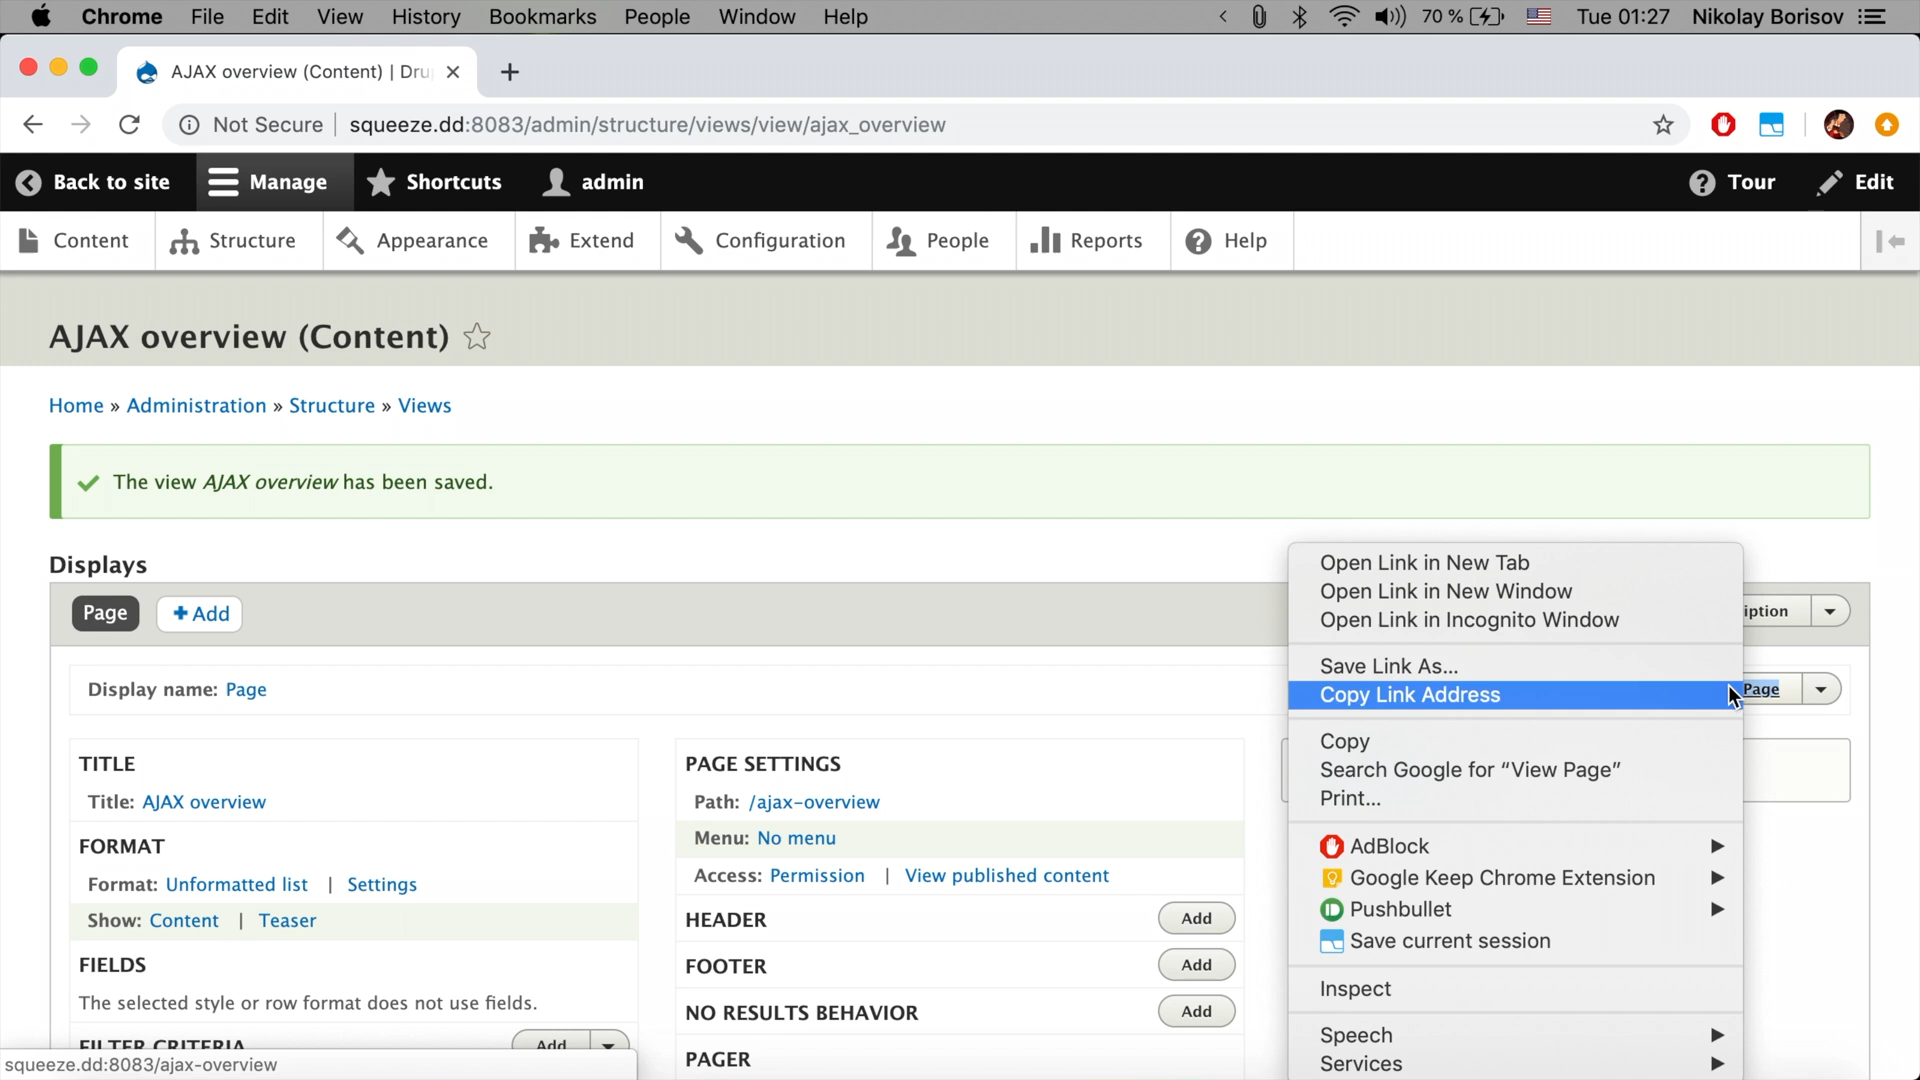 Chrome File Edit View History Bookmarks People Window Help 70 % Tue 01:27 Nikolay Borisov
AJAX overview (Content) | Dru
Not Secure squeeze.dd:8083/admin/structure/views/view/ajax_overview
Back to site Manage Shortcuts admin Tour Edit
Content Structure Appearance Extend Configuration People Reports Help
AJAX overview (Content)
Home » Administration » Structure » Views
The view AJAX overview has been saved.
Displays
Page + Add iption
Display name: Page
Page
TITLE
Title: AJAX overview
FORMAT
Format: Unformatted list | Settings
Show: Content | Teaser
FIELDS
The selected style or row format does not use fields.
FILTER CRITERIA Add
PAGE SETTINGS
Path: /ajax-overview
Menu: No menu
Access: Permission | View published content
HEADER Add
FOOTER Add
NO RESULTS BEHAVIOR Add
PAGER
Open Link in New Tab
Open Link in New Window
Open Link in Incognito Window
Save Link As...
Copy Link Address
Copy
Search Google for “View Page”
Print...
AdBlock
Google Keep Chrome Extension
Pushbullet
Save current session
Inspect
Speech
Services
squeeze.dd:8083/ajax-overview